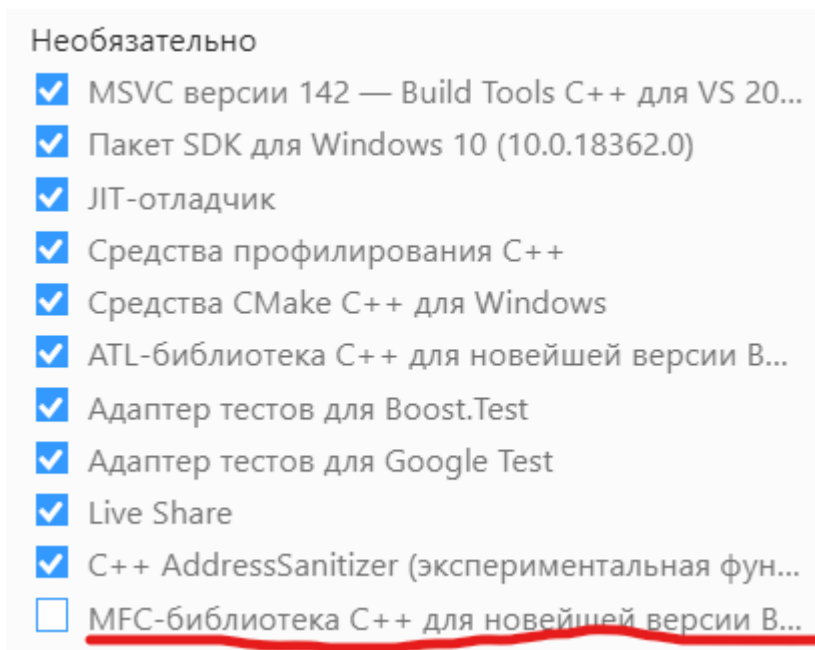 Необязательно
MSVC версии 142 — Build Tools C++ для VS 20...
Пакет SDK для Windows 10 (10.0.18362.0)
JIT-отладчик
Средства профилирования C++
Средства CMake C++ для Windows
ATL-библиотека C++ для новейшей версии B...
Адаптер тестов для Boost.Test
Адаптер тестов для Google Test
Live Share
C++ AddressSanitizer (экспериментальная фун...
MFC-библиотека C++ для новейшей версии B...